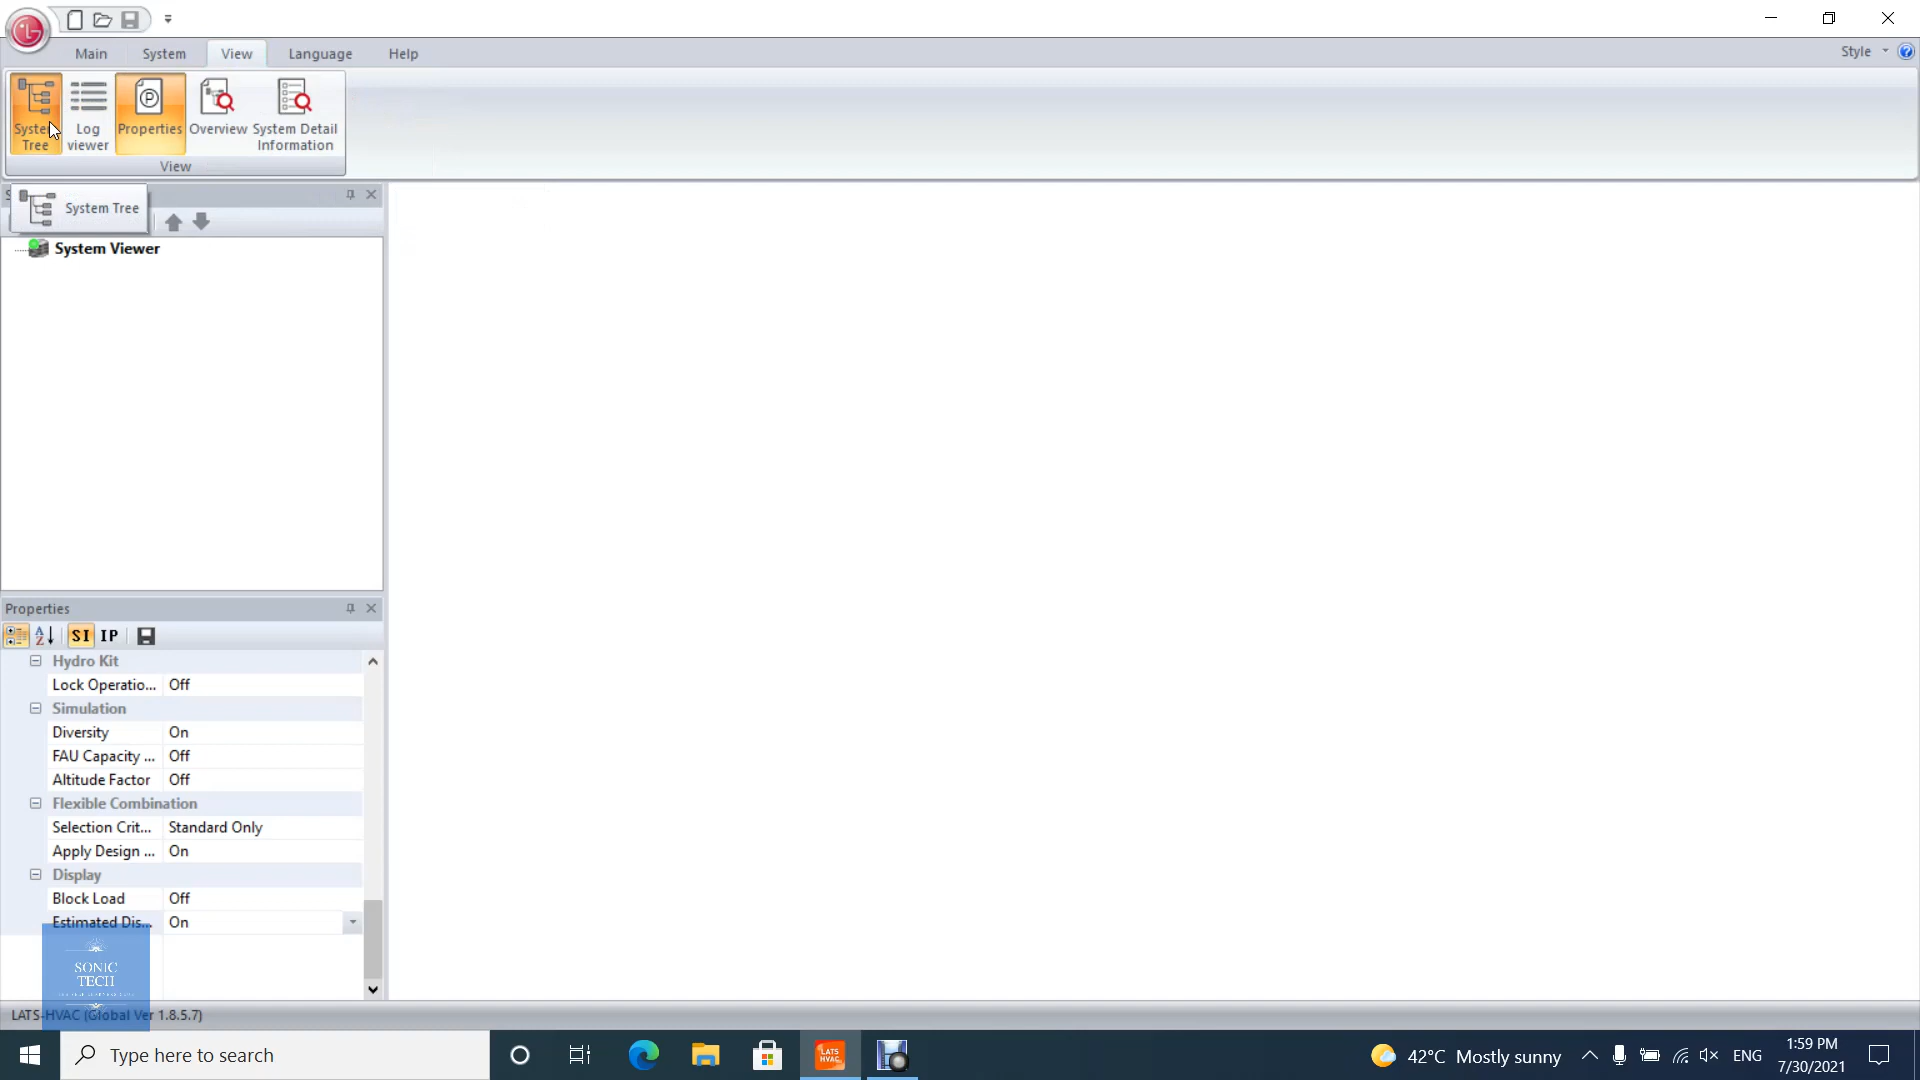 LG
Main System View Language Help
Style
System Tree
Log viewer
Properties
Overview
System Detail Information
View
System Tree
System Viewer
Properties
SI IP
Hydro Kit
Lock Operatio... Off
Simulation
Diversity On
FAU Capacity ... Off
Altitude Factor Off
Flexible Combination
Selection Crit... Standard Only
Apply Design ... On
Display
Block Load Off
Estimated Dis... On
SONIC
TECH
LATS-HVAC (Global Ver 1.8.5.7)
Type here to search
LATS
HVAC
42°C Mostly sunny
ENG
1:59 PM
7/30/2021